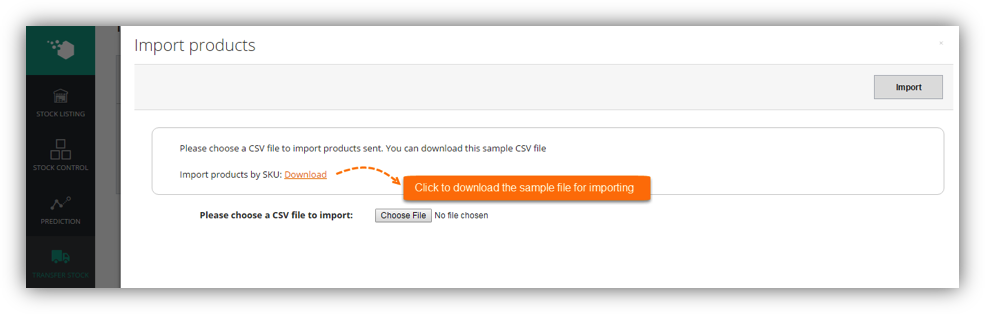 Import products
×
Import
STOCK LISTING
Please choose a CSV file to import products sent. You can download this sample CSV file
STOCK CONTROL
Import products by SKU: Download
Click to download the sample file for importing
Please choose a CSV file to import: Choose File No file chosen
PREDICTION
TRANSFER STOCK